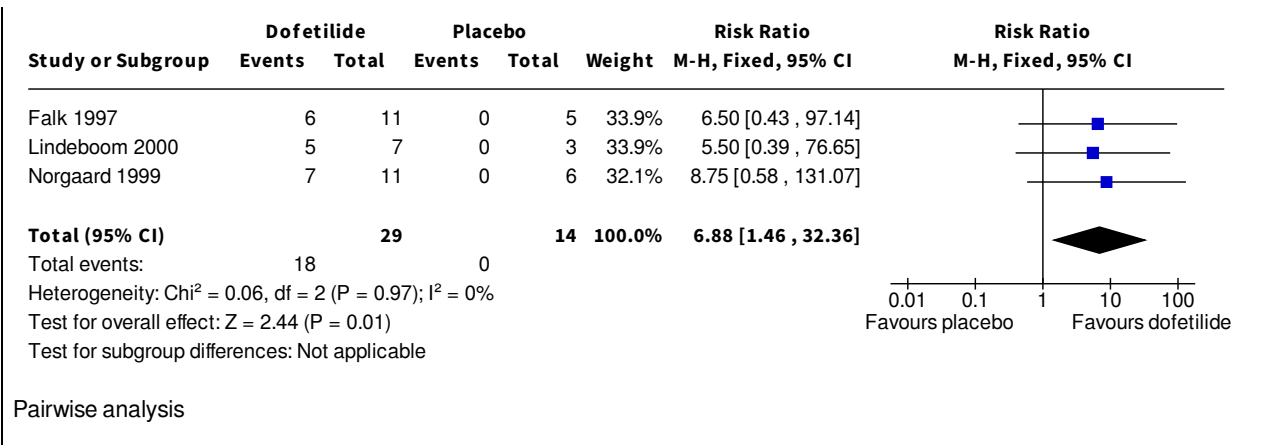 Dofetilide Placebo Risk Ratio Risk Ratio
Study or Subgroup Events Total Events Total Weight M-H, Fixed, 95% CI M-H, Fixed, 95% CI
Falk 1997 6 11 0 5 33.9% 6.50 [0.43 , 97.14]
Lindeboom 2000 5 7 0 3 33.9% 5.50 [0.39 , 76.65]
Norgaard 1999 7 11 0 6 32.1% 8.75 [0.58 , 131.07]
Total (95% CI) 29 14 100.0% 6.88 [1.46 , 32.36]
Total events: 18 0
Heterogeneity: Chi² = 0.06, df = 2 (P = 0.97); I² = 0%
Test for overall effect: Z = 2.44 (P = 0.01)
Test for subgroup differences: Not applicable
0.01 0.1 1 10 100
Favours placebo Favours dofetilide
Pairwise analysis